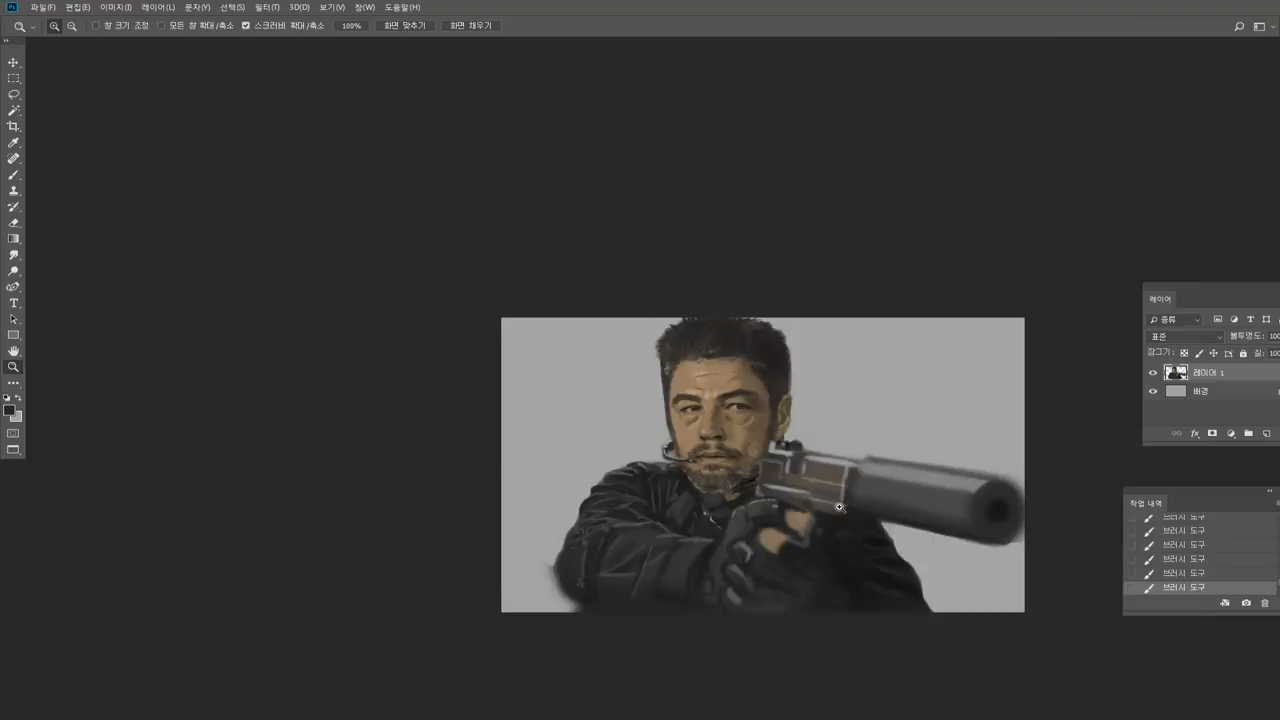 파일(F) 편집(E) 이미지(I) 레이어(L) 문자(Y) 선택(S) 필터(T) 3D(D) 보기(V) 창(W) 도움말(H)
창 크기 조정 모든 창 확대/축소 스크러비 확대/축소 100% 화면 맞추기 화면 채우기
레이어
종류
표준 불투명도: 100
잠그기: 칠: 100
레이어 1
배경
작업 내역
브러시 도구
브러시 도구
브러시 도구
브러시 도구
브러시 도구
브러시 도구